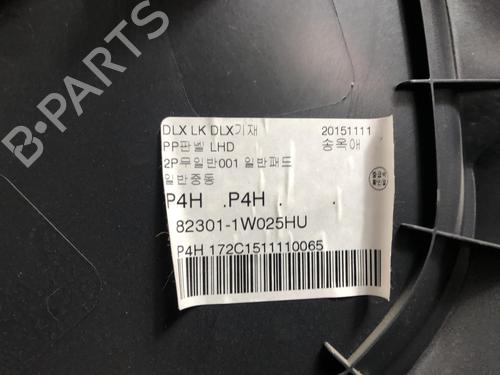 B-PARTS
DLX LK DLX기재 20151111
PP판넬 LHD 송옥애
2P무일반001 일반패드
일반중동
P4H .P4H . .
82301-1W025HU
P4H 172C1511110065